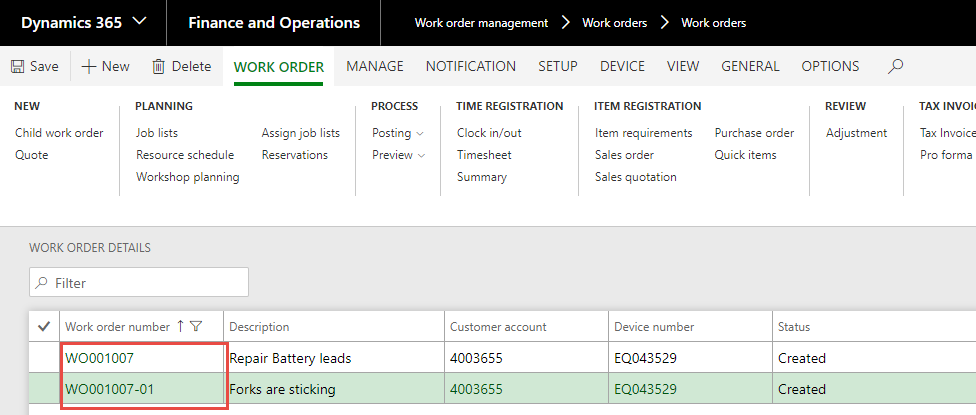 Dynamics 365 Finance and Operations Work order management Work orders Work orders
Save New Delete WORK ORDER MANAGE NOTIFICATION SETUP DEVICE VIEW GENERAL OPTIONS
NEW PLANNING PROCESS TIME REGISTRATION ITEM REGISTRATION REVIEW TAX INVOIC
Child work order Job lists Assign job lists Posting Clock in/out Item requirements Purchase order Adjustment Tax Invoice
Quote Resource schedule Reservations Preview Timesheet Sales order Quick items Pro forma
Workshop planning Summary Sales quotation
WORK ORDER DETAILS
Filter
Work order number Description Customer account Device number Status
WO001007 Repair Battery leads 4003655 EQ043529 Created
WO001007-01 Forks are sticking 4003655 EQ043529 Created